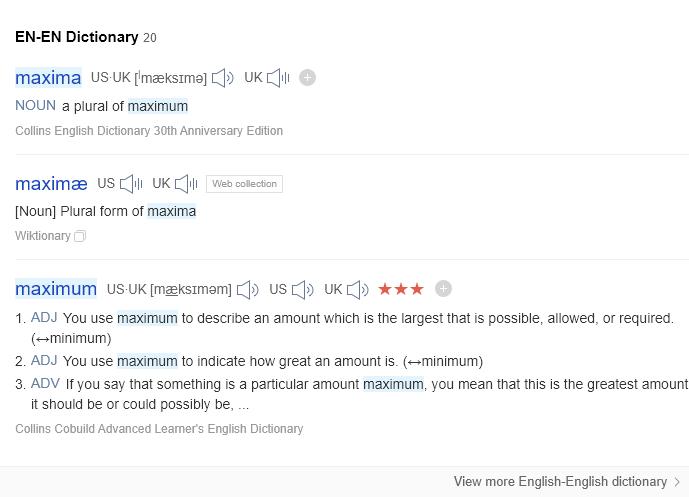 EN-EN Dictionary 20
maxima US·UK [ˈmæksɪmə] UK
NOUN a plural of maximum
Collins English Dictionary 30th Anniversary Edition
maximæ US UK Web collection
[Noun] Plural form of maxima
Wiktionary
maximum US·UK [mæksɪməm] US UK ★★★
1. ADJ You use maximum to describe an amount which is the largest that is possible, allowed, or required.
(↔minimum)
2. ADJ You use maximum to indicate how great an amount is. (↔minimum)
3. ADV If you say that something is a particular amount maximum, you mean that this is the greatest amount
it should be or could possibly be, ...
Collins Cobuild Advanced Learner's English Dictionary
View more English-English dictionary >